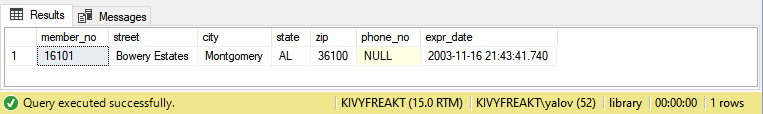 Results Messages
member_no street city state zip phone_no expr_date
1 16101 Bowery Estates Montgomery AL 36100 NULL 2003-11-16 21:43:41.740
Query executed successfully. KIVYFREAKT (15.0 RTM) KIVYFREAKT\yalov (52) library 00:00:00 1 rows